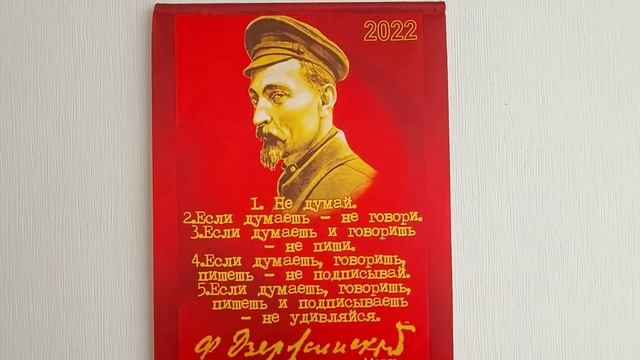 2022
1. Не думай.
2.Если думаешь - не говори.
3.Если думаешь и говоришь
- не пиши.
4.Если думаешь, говоришь,
пишешь - не подписывай.
5.Если думаешь, говоришь,
пишешь и подписываешь
- не удивляйся.
Ф Дзержинский